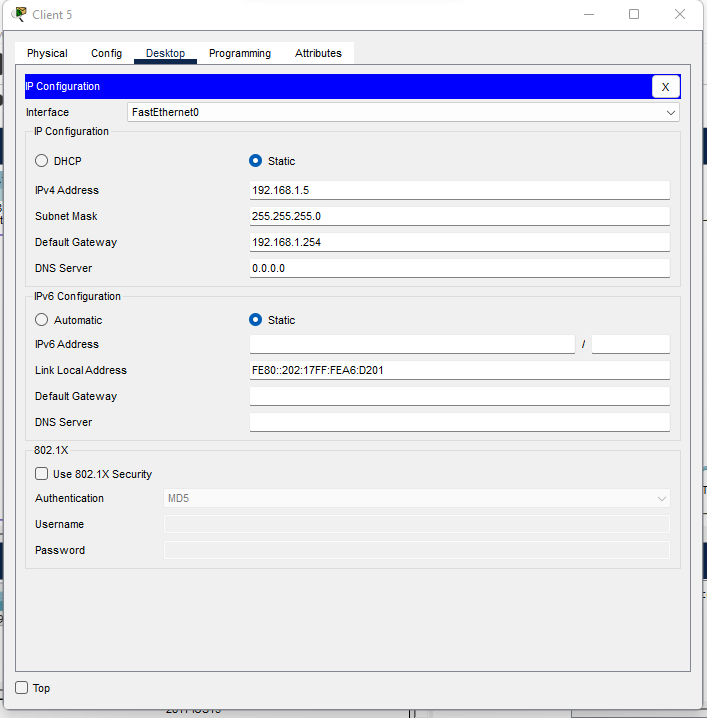 Client 5
Physical Config Desktop Programming Attributes
IP Configuration X
Interface FastEthernet0
IP Configuration
DHCP Static
IPv4 Address 192.168.1.5
Subnet Mask 255.255.255.0
Default Gateway 192.168.1.254
DNS Server 0.0.0.0
IPv6 Configuration
Automatic Static
IPv6 Address /
Link Local Address FE80::202:17FF:FEA6:D201
Default Gateway
DNS Server
802.1X
Use 802.1X Security
Authentication MD5
Username
Password
Top